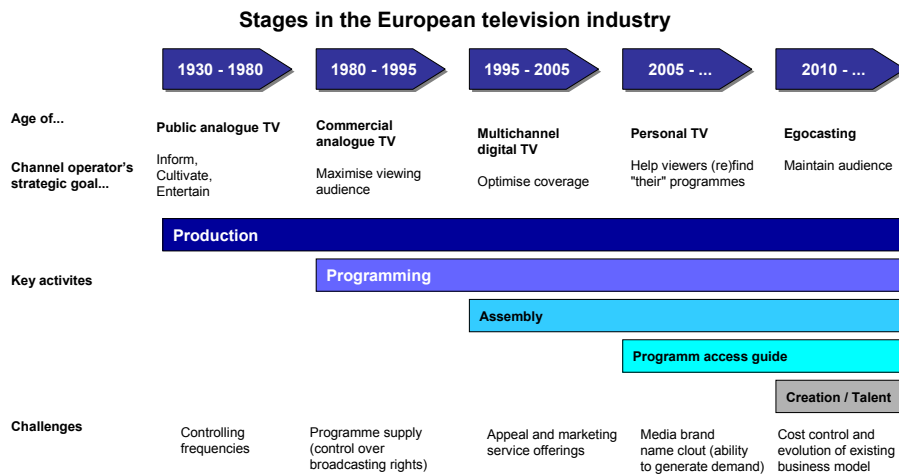 Stages in the European television industry
1930 - 1980
1980 - 1995
1995 - 2005
2005 - ...
2010 - ...
Age of...
Public analogue TV
Commercial
analogue TV
Multichannel
digital TV
Personal TV
Egocasting
Channel operator's
strategic goal...
Inform,
Cultivate,
Entertain
Maximise viewing
audience
Optimise coverage
Help viewers (re)find
"their" programmes
Maintain audience
Key activites
Production
Programming
Assembly
Programm access guide
Creation / Talent
Challenges
Controlling
frequencies
Programme supply
(control over
broadcasting rights)
Appeal and marketing
service offerings
Media brand
name clout (ability
to generate demand)
Cost control and
evolution of existing
business model